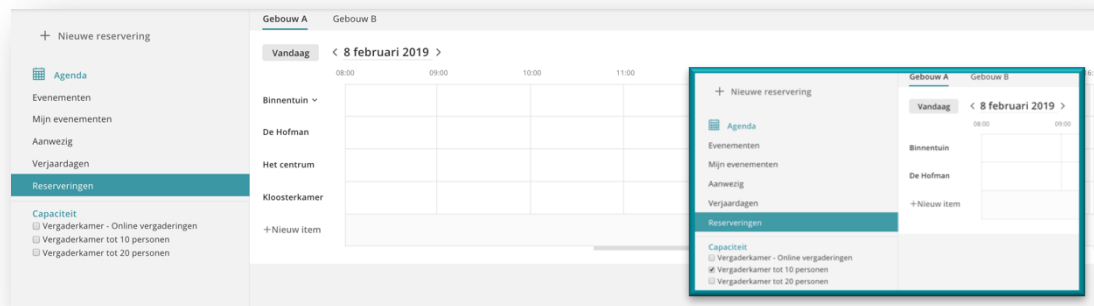 Gebouw A Gebouw B
+ Nieuwe reservering
Vandaag < 8 februari 2019 >
08:00 09:00 10:00 11:00
Agenda
Evenementen
Mijn evenementen
Aanwezig
Verjaardagen
Reserveringen
Capaciteit
Vergaderkamer - Online vergaderingen
Vergaderkamer tot 10 personen
Vergaderkamer tot 20 personen
Binnentuin
De Hofman
Het centrum
Kloosterkamer
+Nieuw item
Gebouw A Gebouw B
+ Nieuwe reservering
Vandaag < 8 februari 2019 >
08:00 09:00
Agenda
Evenementen
Mijn evenementen
Aanwezig
Verjaardagen
Reserveringen
Capaciteit
Vergaderkamer - Online vergaderingen
Vergaderkamer tot 10 personen
Vergaderkamer tot 20 personen
Binnentuin
De Hofman
+Nieuw item